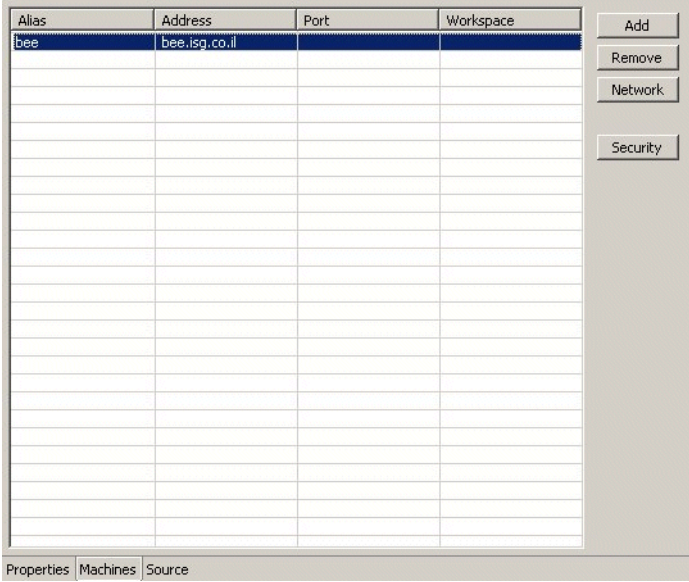 Alias Address Port Workspace
bee bee.isg.co.il
Add
Remove
Network
Security
Properties Machines Source